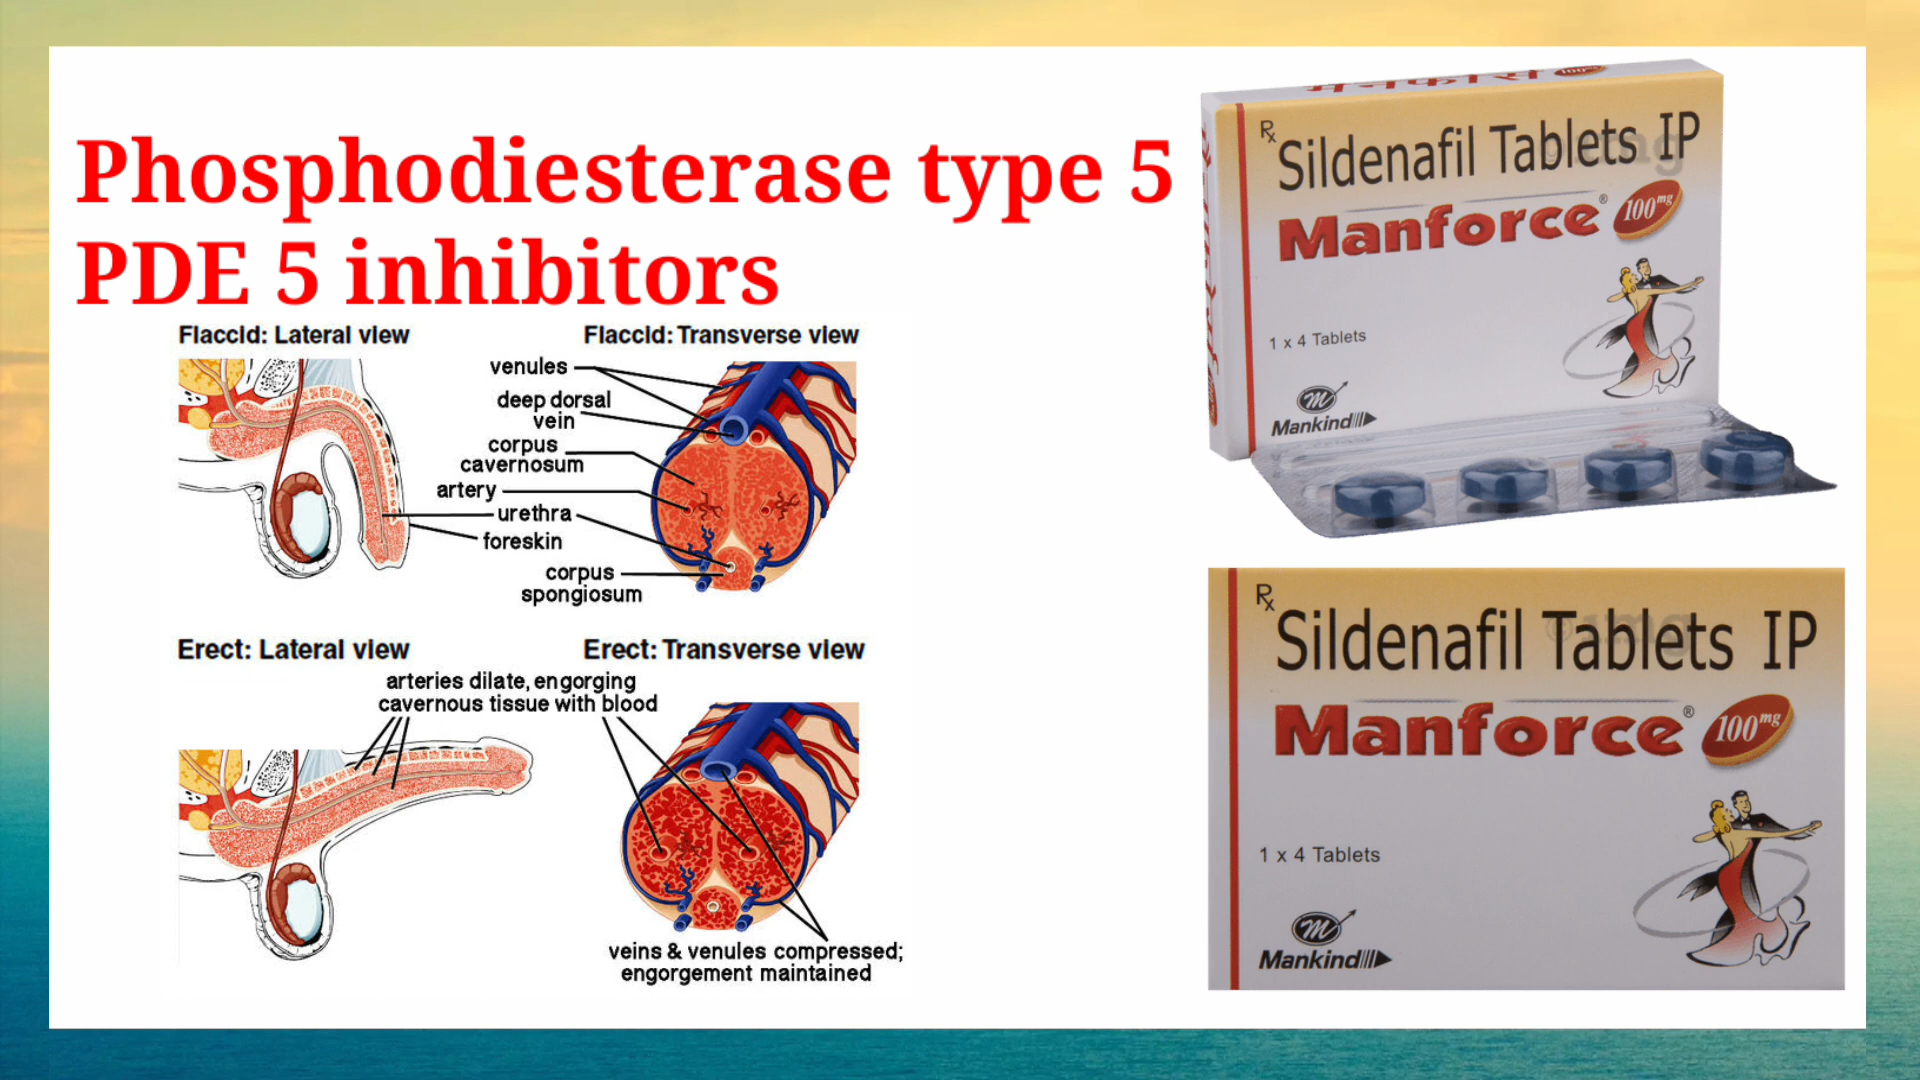 Phosphodiesterase type 5
PDE 5 inhibitors
Flaccid: Lateral view
Flaccid: Transverse view
venules
deep dorsal
vein
corpus
cavernosum
artery
urethra
foreskin
corpus
spongiosum
Erect: Lateral view
Erect: Transverse view
arteries dilate, engorging
cavernous tissue with blood
veins & venules compressed;
engorgement maintained
100mg
Rx
Sildenafil Tablets IP
Manforce® 100mg
1 x 4 Tablets
m
Mankind
Rx
Sildenafil Tablets IP
Manforce® 100mg
1 x 4 Tablets
m
Mankind